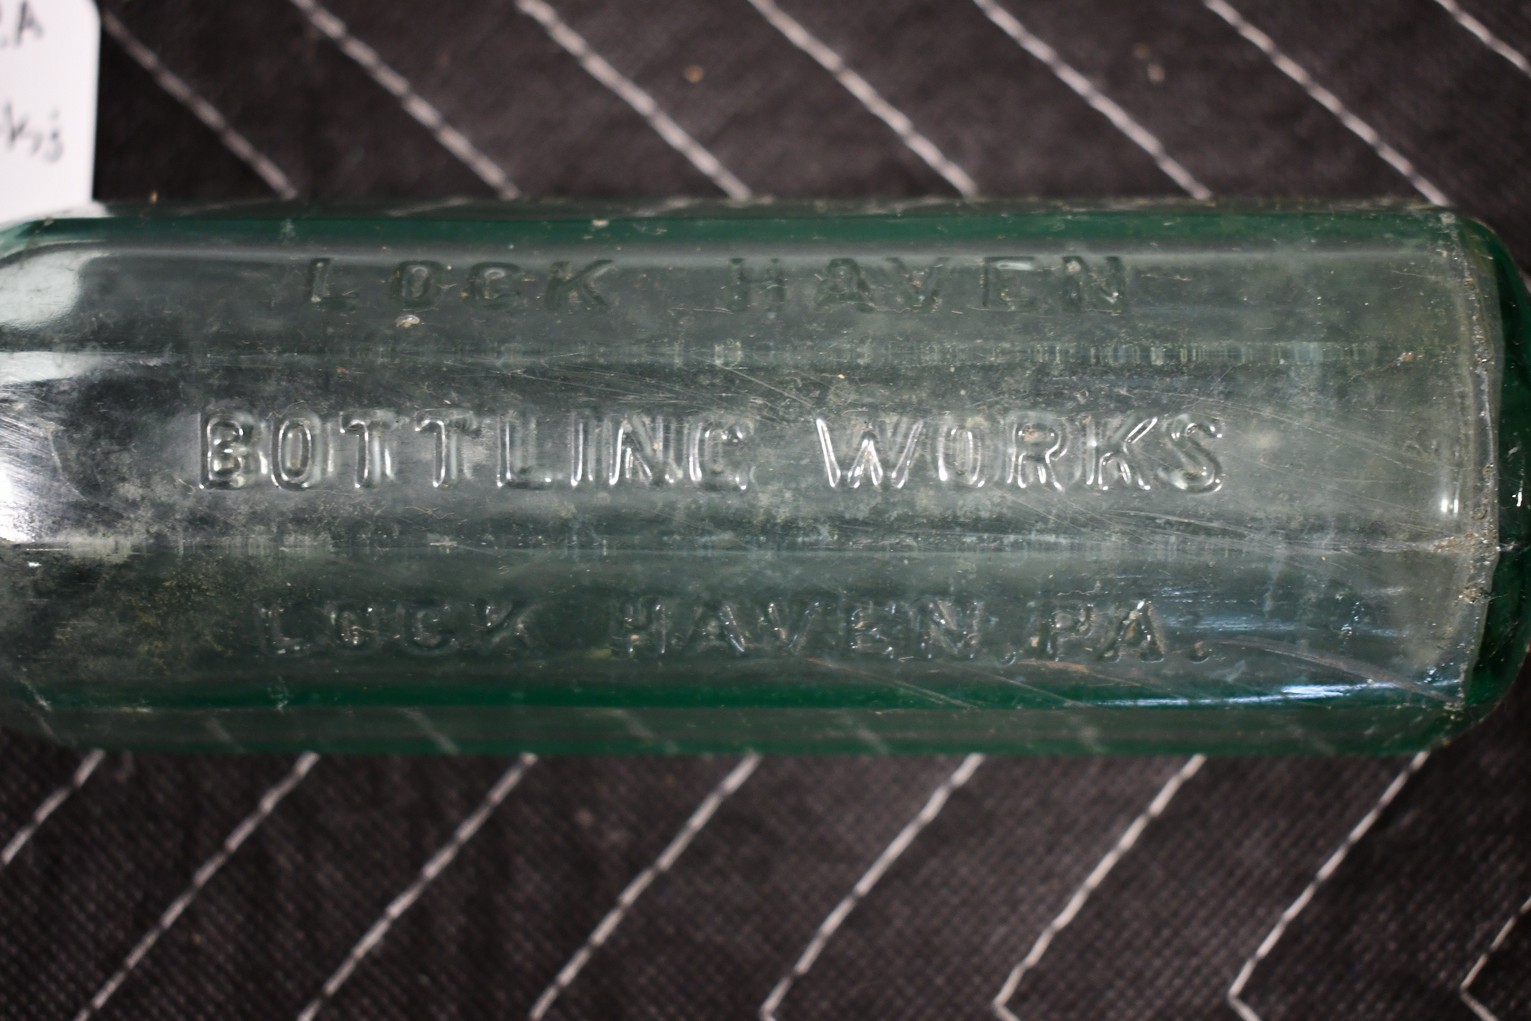 LOCK HAVEN
BOTTLING WORKS
LOCK HAVEN, PA.